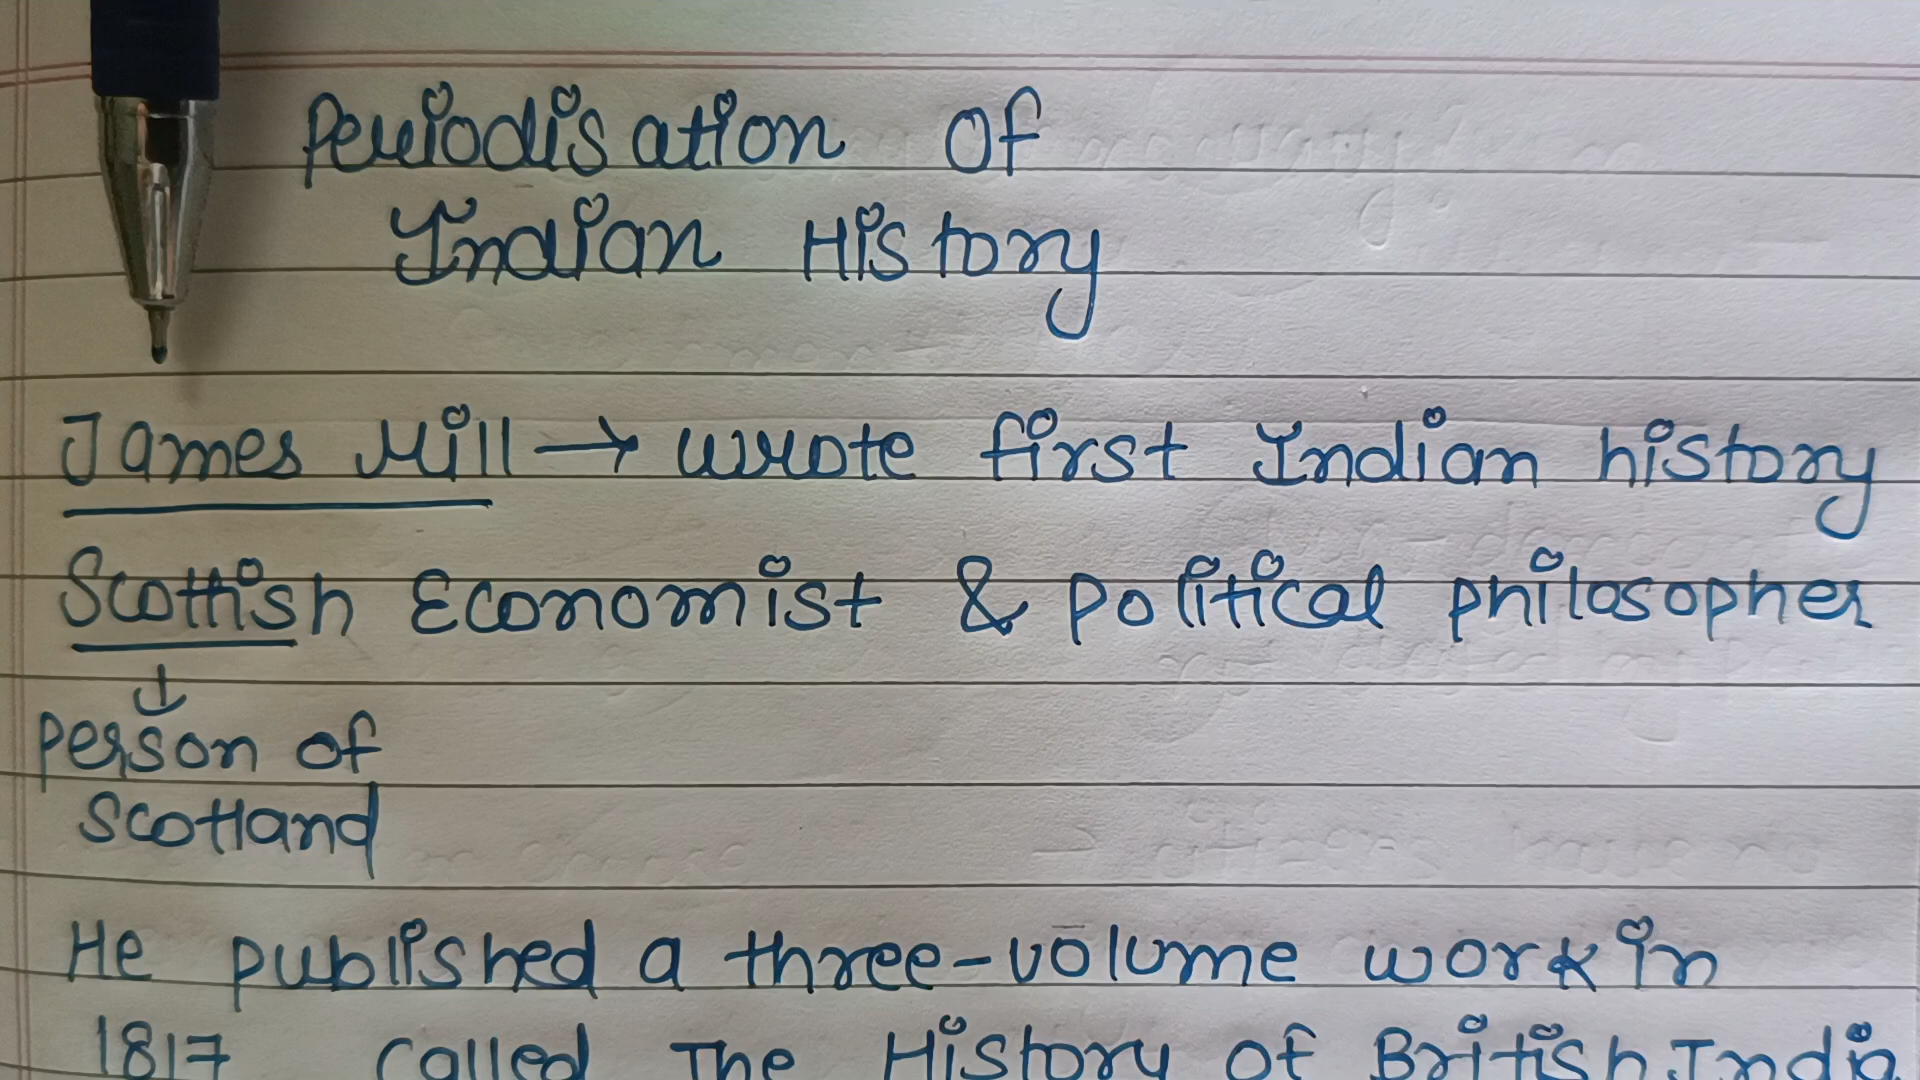 Periodisation Of
Indian History
James Mill → wrote first Indian history
Scottish Economist & political philosopher
↓
person of
Scotland
He published a three-volume work in
1817 called The History of British India